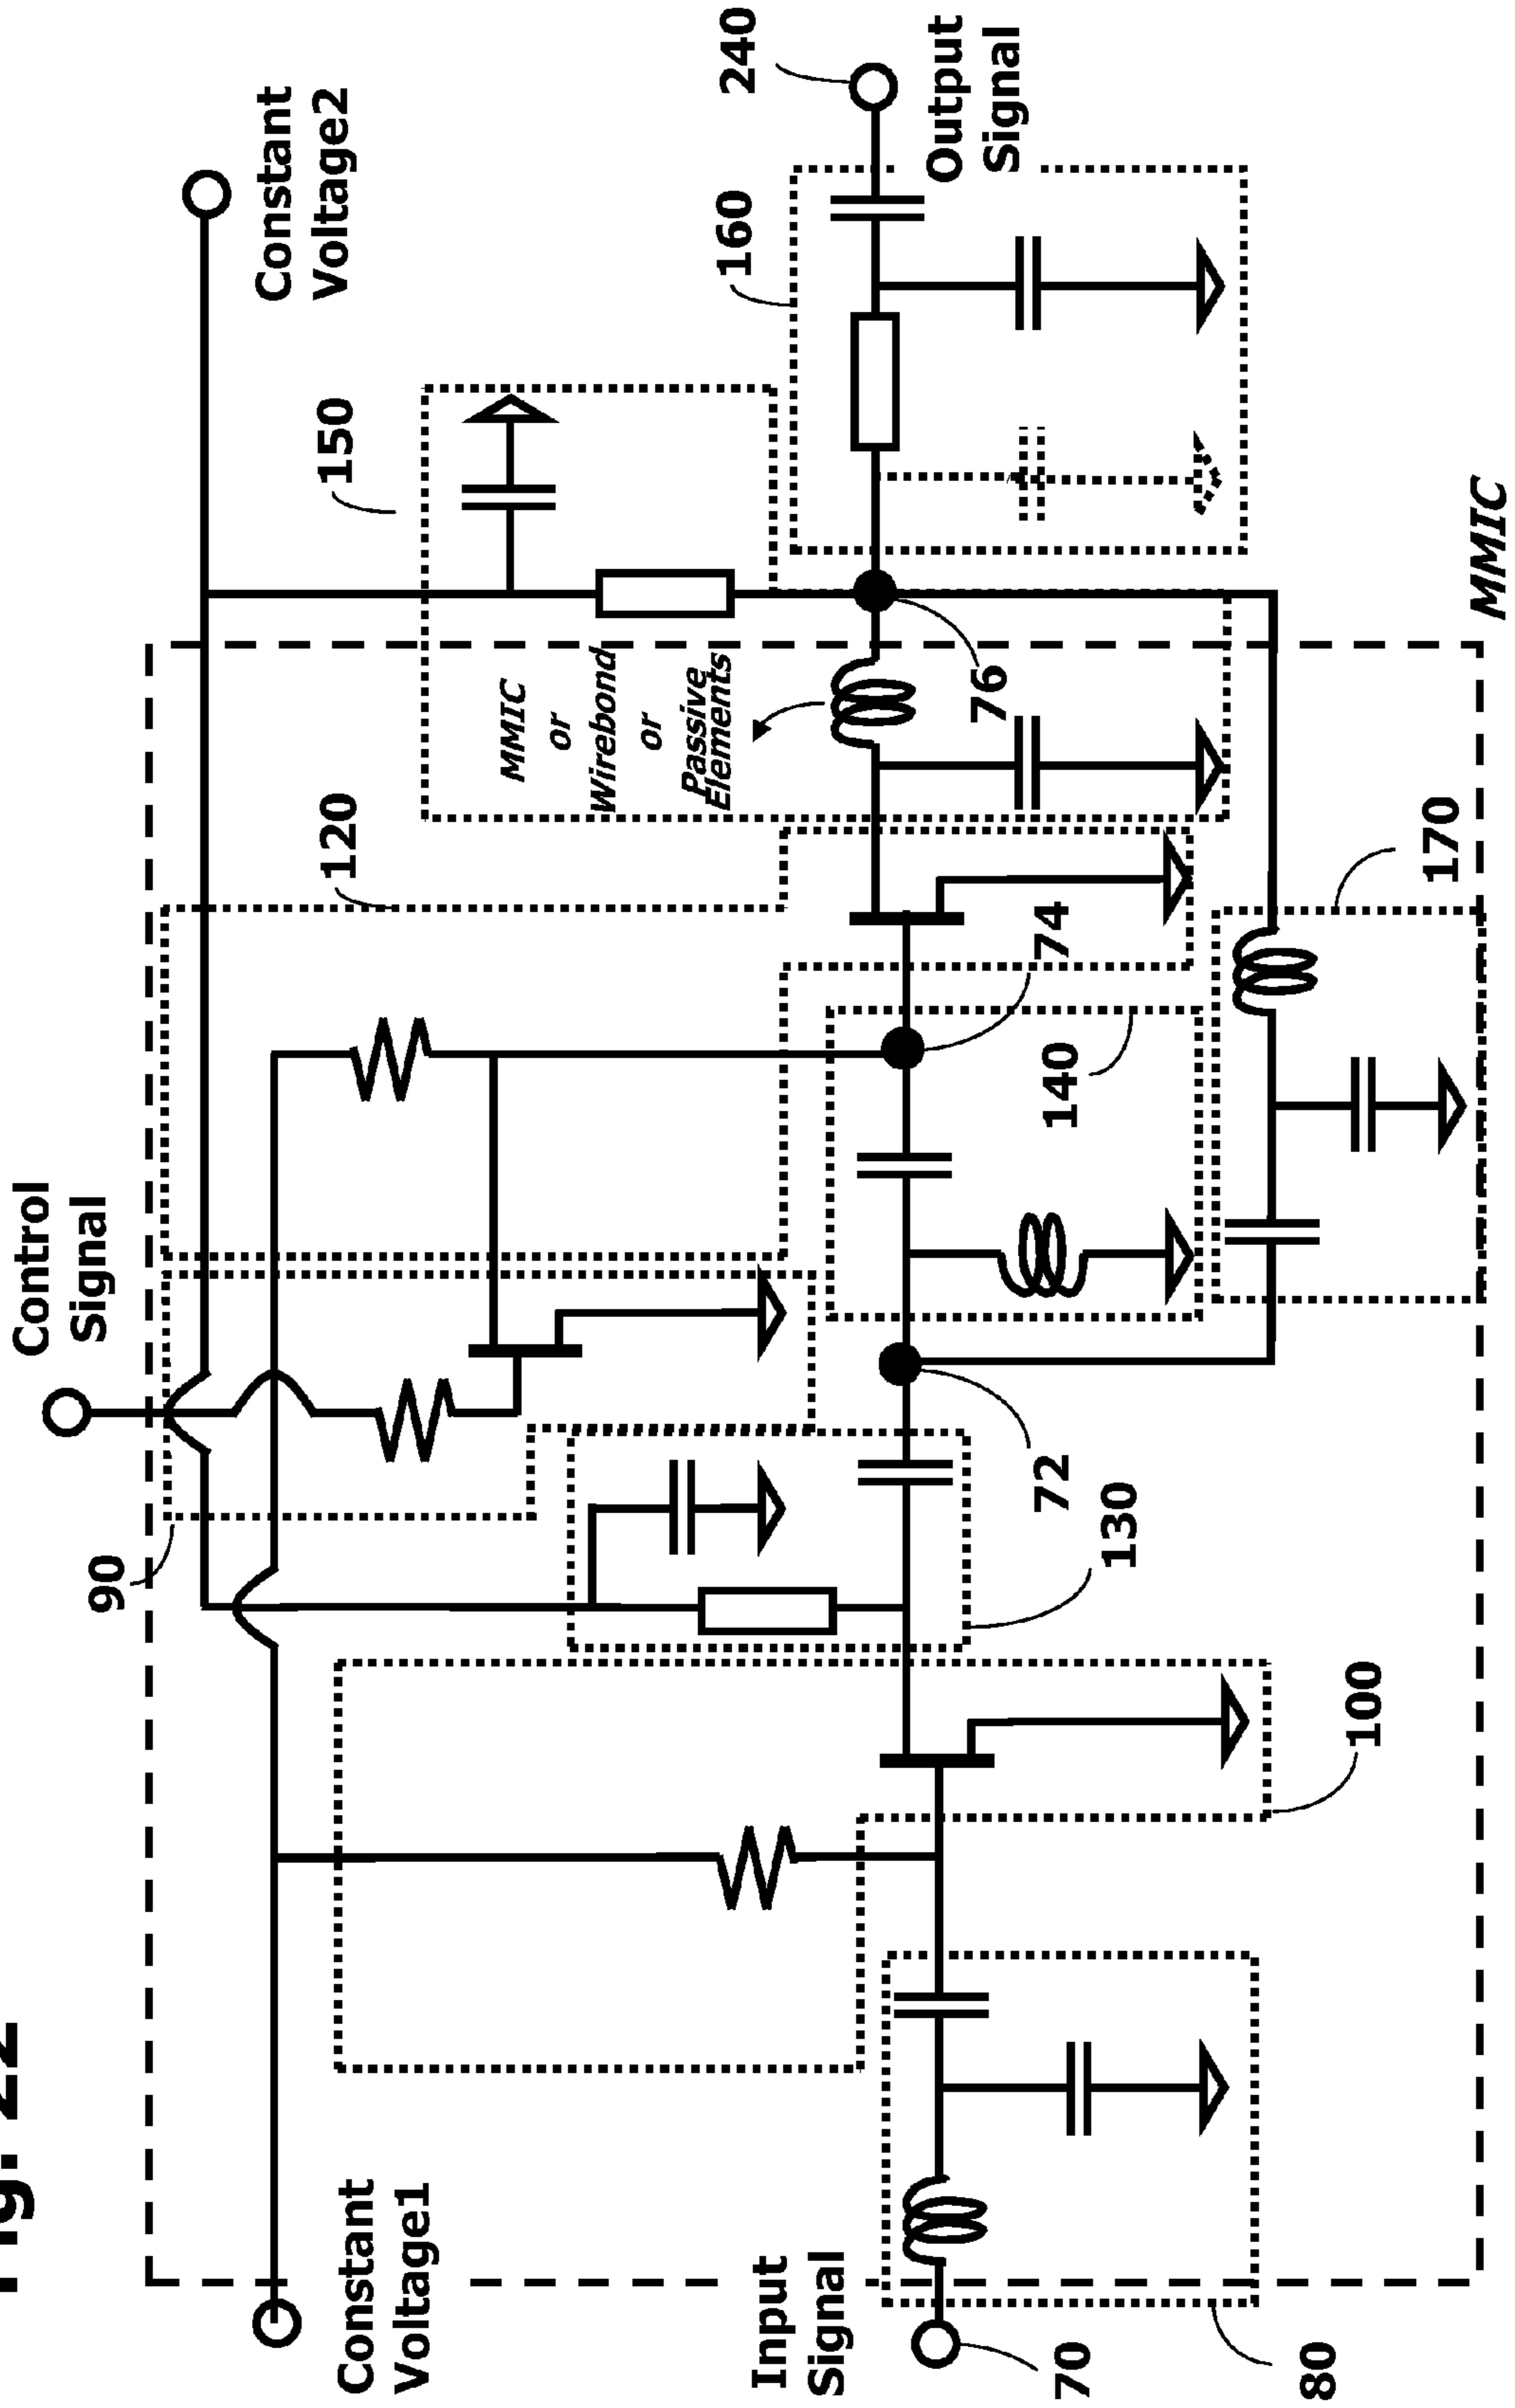 Fig. 22
Control
Signal
90
Constant
Voltage1
Constant
Voltage2
120
150
MMIC
or
Wirebond
or
Passive
Elements
160
240
Output
Signal
Input
Signal
70
80
100
130
72
140
74
76
170
MMIC